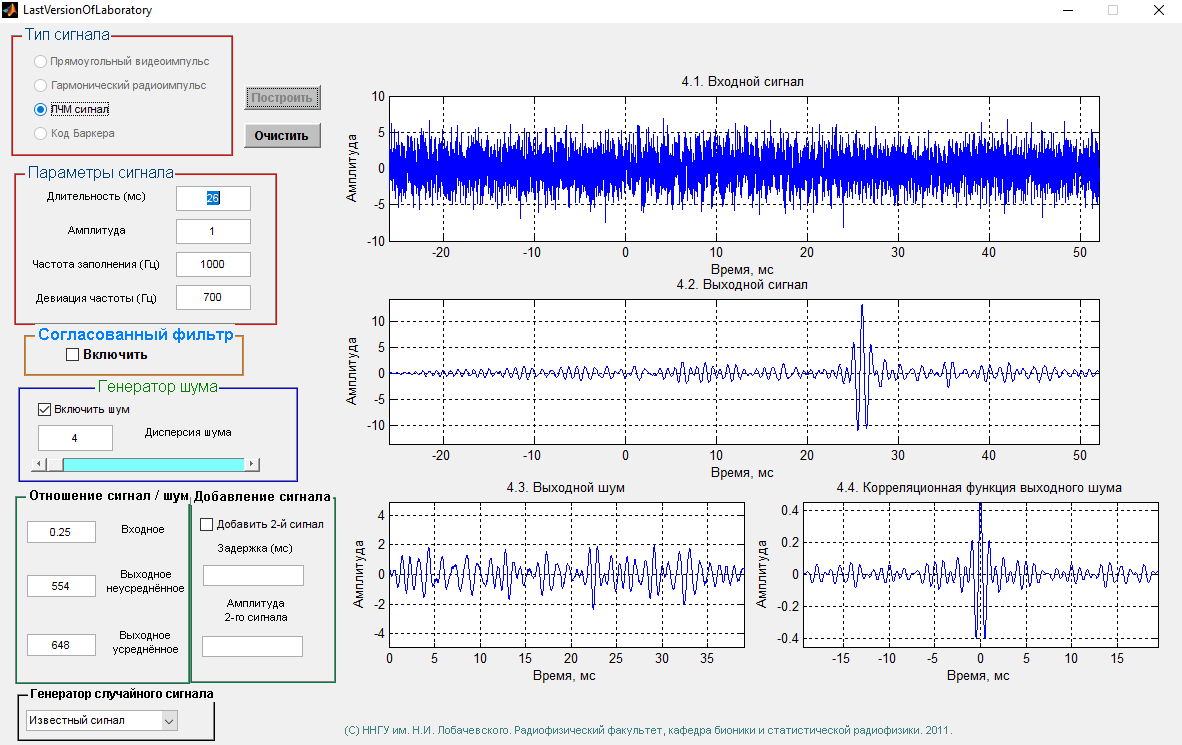 LastVersionOfLaboratory
Тип сигнала
Прямоугольный видеоимпульс
Гармонический радиоимпульс
ЛЧМ сигнал
Код Баркера
Построить
Очистить
Параметры сигнала
Длительность (мс)
26
Амплитуда
1
Частота заполнения (Гц)
1000
Девиация частоты (Гц)
700
Согласованный фильтр
Включить
Генератор шума
Включить шум
4
Дисперсия шума
Отношение сигнал / шум
0.25
Входное
554
Выходное
неусреднённое
648
Выходное
усреднённое
Добавление сигнала
Добавить 2-й сигнал
Задержка (мс)
Амплитуда
2-го сигнала
Генератор случайного сигнала
Известный сигнал
4.1. Входной сигнал
Амплитуда
10
5
0
-5
-10
-20 -10 0 10 20 30 40 50
Время, мс
4.2. Выходной сигнал
Амплитуда
10
5
0
-5
-10
-20 -10 0 10 20 30 40 50
Время, мс
4.3. Выходной шум
Амплитуда
4
2
0
-2
-4
0 5 10 15 20 25 30 35
Время, мс
4.4. Корреляционная функция выходного шума
Амплитуда
0.4
0.2
0
-0.2
-0.4
-15 -10 -5 0 5 10 15
Время, мс
(С) ННГУ им. Н.И. Лобачевского. Радиофизический факультет, кафедра бионики и статистической радиофизики. 2011.